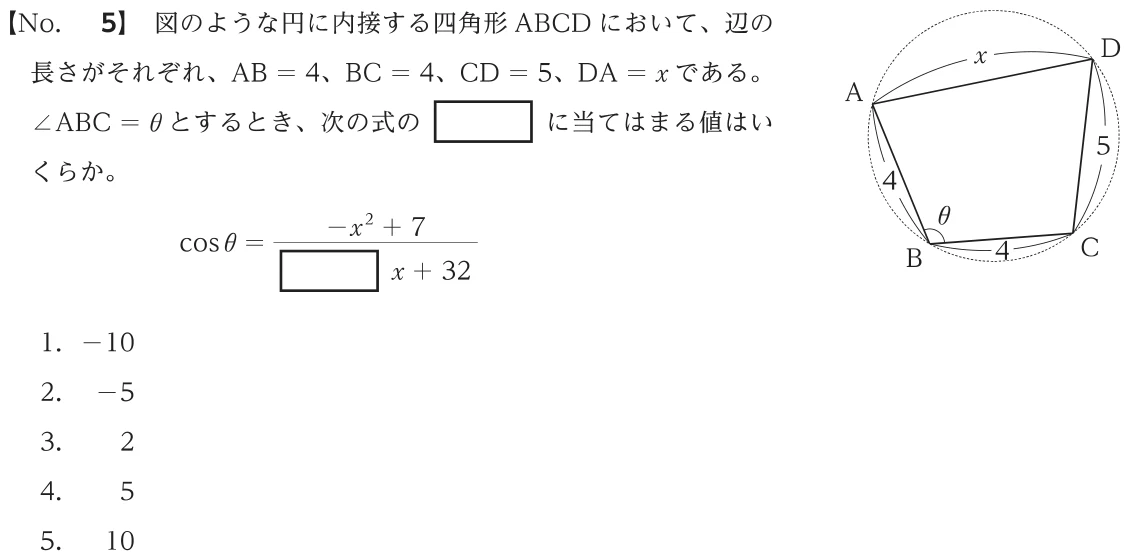 【No. 5】 図のような円に内接する四角形 ABCD において、辺の
長さがそれぞれ、AB = 4、BC = 4、CD = 5、DA = x である。
∠ABC = θ とするとき、次の式の に当てはまる値はい
くらか。
cos θ = −x² + 7
x + 32
1. −10
2. −5
3. 2
4. 5
5. 10
D
x
A
5
4
θ
B
4
C